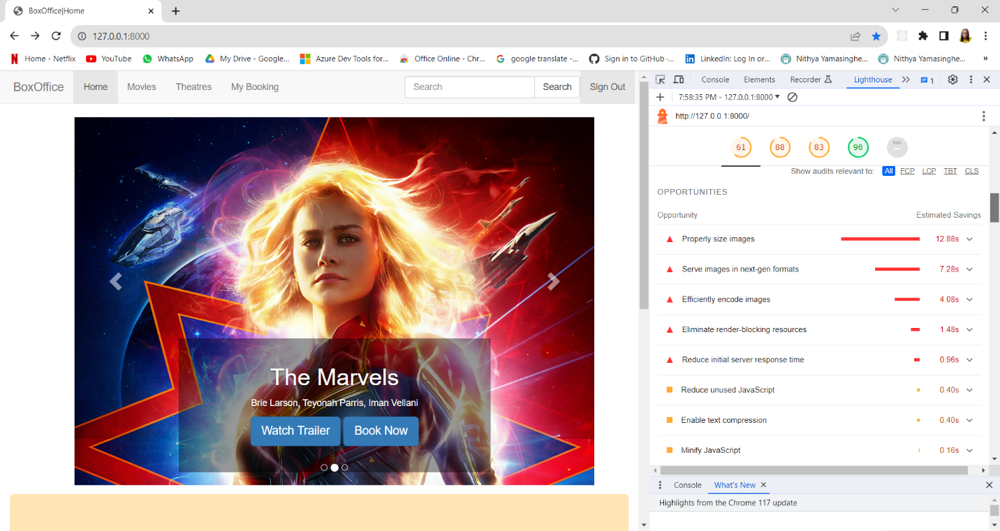 BoxOffice|Home
127.0.0.1:8000
Home - Netflix YouTube WhatsApp My Drive - Google... Azure Dev Tools for... Office Online - Chr... google translate -... Sign in to GitHub ·... LinkedIn: Log In or... Nithya Yamasinghe... Nithya Yamasinghe... »
BoxOffice Home Movies Theatres My Booking Search Search Sign Out
The Marvels
Brie Larson, Teyonah Parris, Iman Vellani
Watch Trailer Book Now
Console Elements Recorder Lighthouse 1
7:58:35 PM - 127.0.0.1:8000
http://127.0.0.1:8000/
61 88 83 90 PWA
Show audits relevant to: All FCP LCP TBT CLS
OPPORTUNITIES
Opportunity Estimated Savings
Properly size images 12.88s
Serve images in next-gen formats 7.28s
Efficiently encode images 4.08s
Eliminate render-blocking resources 1.48s
Reduce initial server response time 0.96s
Reduce unused JavaScript 0.40s
Enable text compression 0.40s
Minify JavaScript 0.16s
Console What's New
Highlights from the Chrome 117 update